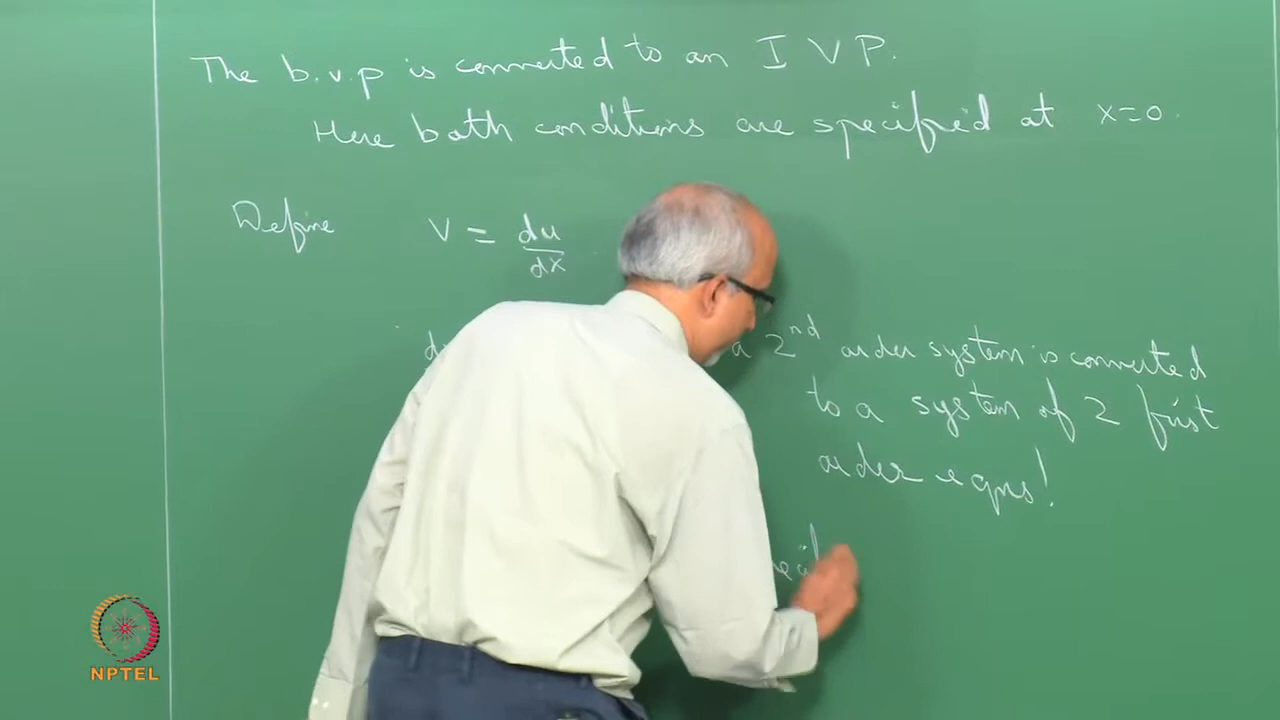 The b.v.p is converted to an IVP.
Here both conditions are specified at x=0.
Define V = du/dx
a 2nd order system is converted
to a system of 2 first
order eqns!
NPTEL